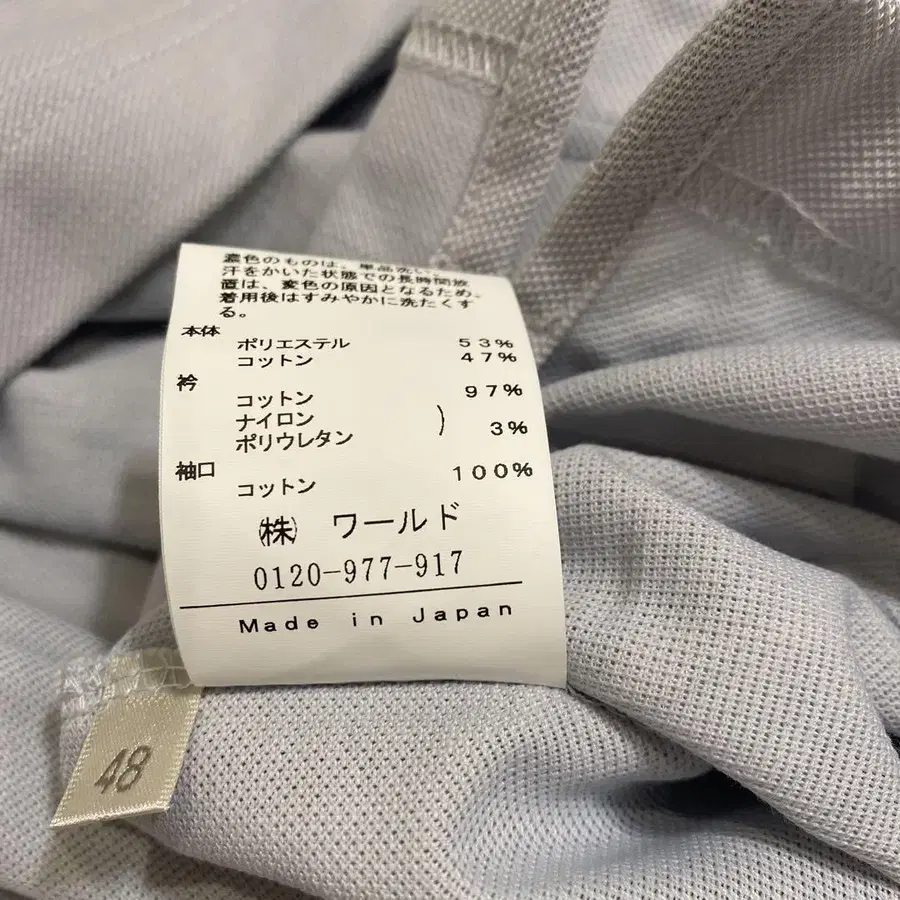 濃色のものは、単品洗い。
汗をかいた状態での長時間放
置は、変色の原因となるため、
着用後はすみやかに洗たくす
る。
本体
ポリエステル 53%
コットン 47%
衿
コットン 97%
ナイロン
ポリウレタン ) 3%
袖口
コットン 100%
㈱ ワールド
0120-977-917
Made in Japan
48